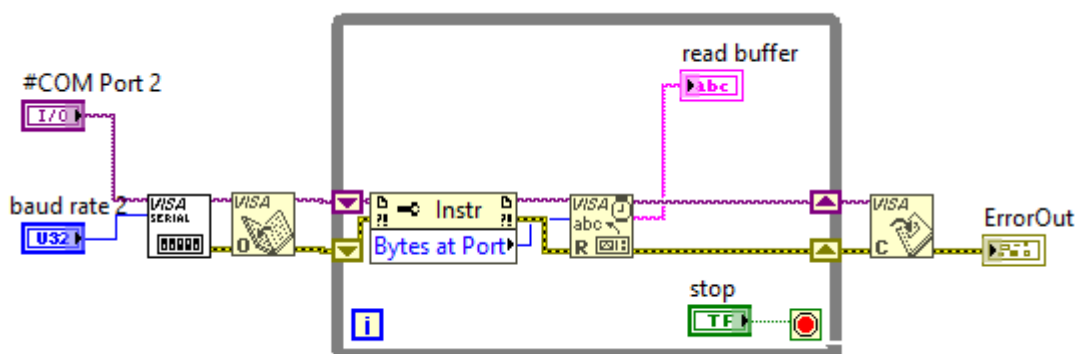 read buffer
abc
#COM Port 2
I/O
baud rate 2
U32
VISA
SERIAL
VISA
O
Instr
Bytes at Port
VISA
abc
R
VISA
C
ErrorOut
stop
TF
i